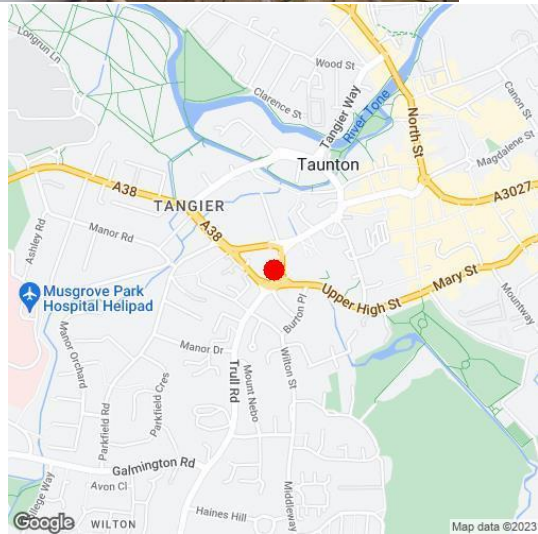 Longrun Ln
Wood St
Clarence St
Tangier Way
River Tone
North St
Canon St
Magdalene St
Taunton
A38
A3027
TANGIER
A38
Ashley Rd
Manor Rd
Musgrove Park
Hospital Helipad
Upper High St
Mary St
Mountway
Burton Pl
Manor Orchard
Manor Dr
Trull Rd
Mount Nebo
Wilton St
Parkfield Cres
Parkfield Rd
Galmington Rd
Avon Cl
College Way
Middleway
Haines Hill
WILTON
Google
Map data ©2023